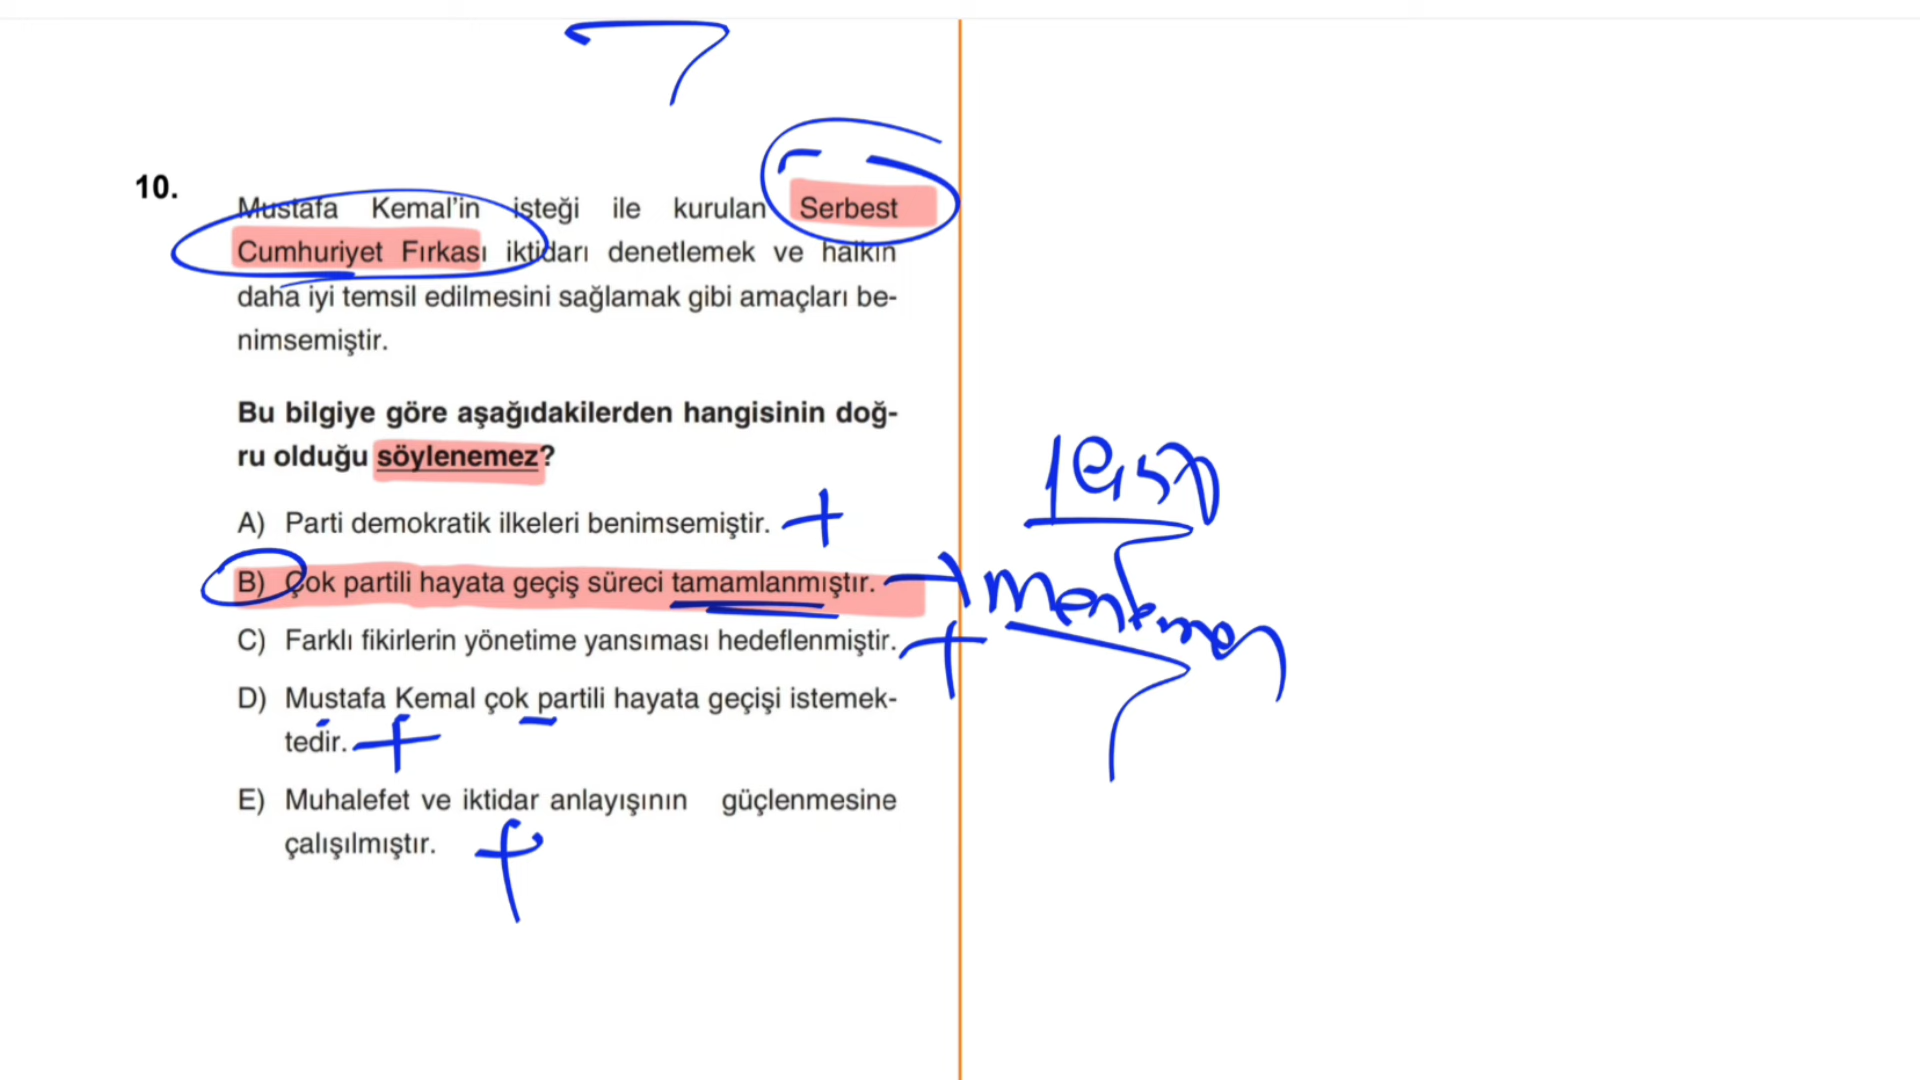 10.
Mustafa Kemal'in isteği ile kurulan Serbest
Cumhuriyet Fırkası iktidarı denetlemek ve halkın
daha iyi temsil edilmesini sağlamak gibi amaçları be-
nimsemiştir.
Bu bilgiye göre aşağıdakilerden hangisinin doğ-
ru olduğu söylenemez?
A) Parti demokratik ilkeleri benimsemiştir. +
B) Çok partili hayata geçiş süreci tamamlanmıştır.
Menemen
C) Farklı fikirlerin yönetime yansıması hedeflenmiştir. +
D) Mustafa Kemal çok partili hayata geçişi istemek-
tedir. +
E) Muhalefet ve iktidar anlayışının güçlenmesine
çalışılmıştır. +